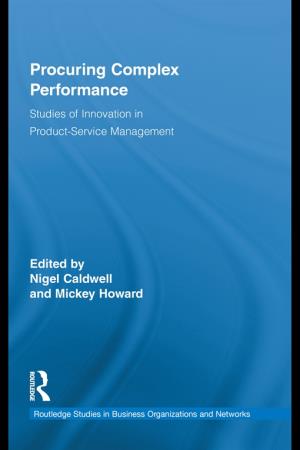 Procuring Complex
Performance
Studies of Innovation in
Product-Service Management
Edited by
Nigel Caldwell
and Mickey Howard
ROUTLEDGE
Routledge Studies in Business Organizations and Networks